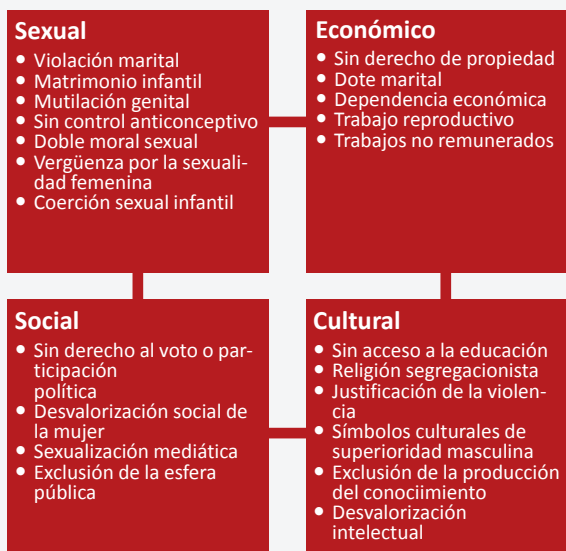 Sexual
• Violación marital
• Matrimonio infantil
• Mutilación genital
• Sin control anticonceptivo
• Doble moral sexual
• Vergüenza por la sexuali-
dad femenina
• Coerción sexual infantil
Económico
• Sin derecho de propiedad
• Dote marital
• Dependencia económica
• Trabajo reproductivo
• Trabajos no remunerados
Social
• Sin derecho al voto o par-
ticipación
política
• Desvalorización social de
la mujer
• Sexualización mediática
• Exclusión de la esfera
pública
Cultural
• Sin acceso a la educación
• Religión segregacionista
• Justificación de la violen-
cia
• Símbolos culturales de
superioridad masculina
• Exclusión de la producción
del conociimiento
• Desvalorización
intelectual